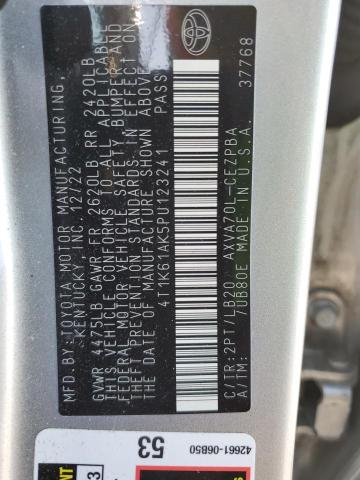 MFD. BY: TOYOTA MOTOR MANUFACTURING,
KENTUCKY, INC. 12/22
GVWR 4475LB GAWR FR 2620LB RR 2420LB
THIS VEHICLE CONFORMS TO ALL APPLICABLE
FEDERAL MOTOR VEHICLE SAFETY, BUMPER AND
THEFT PREVENTION STANDARDS IN EFFECT ON
THE DATE OF MANUFACTURE SHOWN ABOVE.
4T1K61AK5PU123241 PASS
C/TR:2PT/LB20 AXVA70L-CEZPBA
A/TM: /UB80E MADE IN U.S.A.
37768
42661-06B50
53